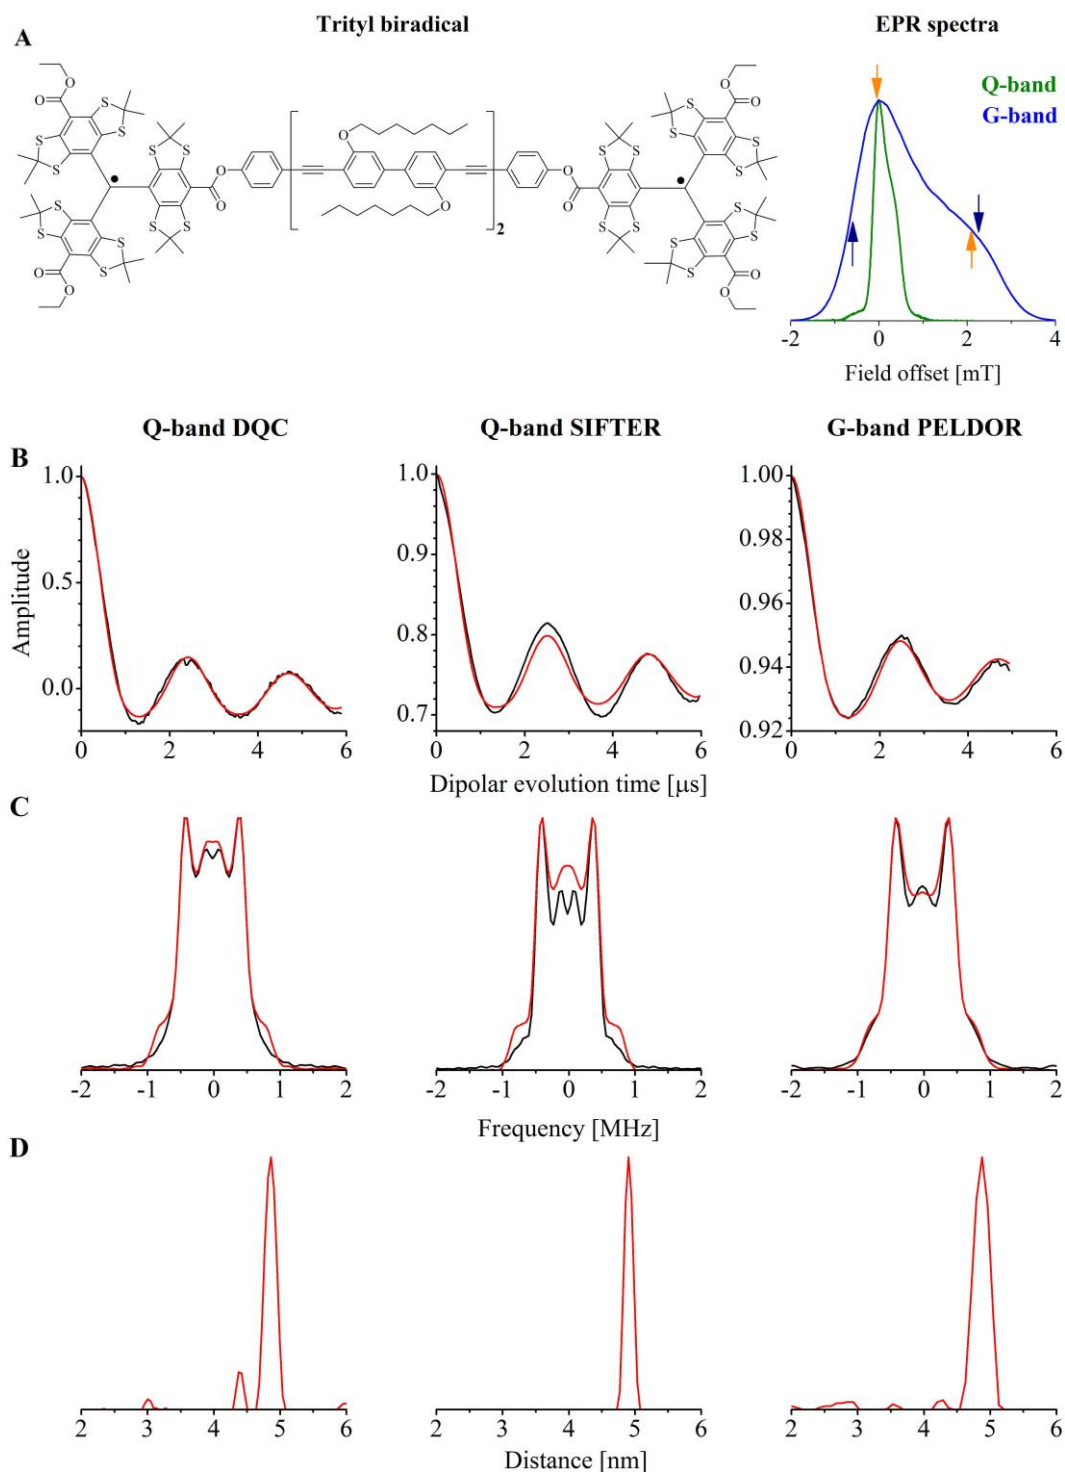 A
Trityl biradical
EPR spectra
Q-band
G-band
-2 0 2 4
Field offset [mT]
2
B
Q-band DQC
Q-band SIFTER
G-band PELDOR
Amplitude
1.0
0.5
0.0
0 2 4 6
1.0
0.9
0.8
0.7
0 2 4 6
1.00
0.98
0.96
0.94
0.92
0 2 4 6
Dipolar evolution time [μs]
C
-2 -1 0 1 2
-2 -1 0 1 2
-2 -1 0 1 2
Frequency [MHz]
D
2 3 4 5 6
2 3 4 5 6
2 3 4 5 6
Distance [nm]